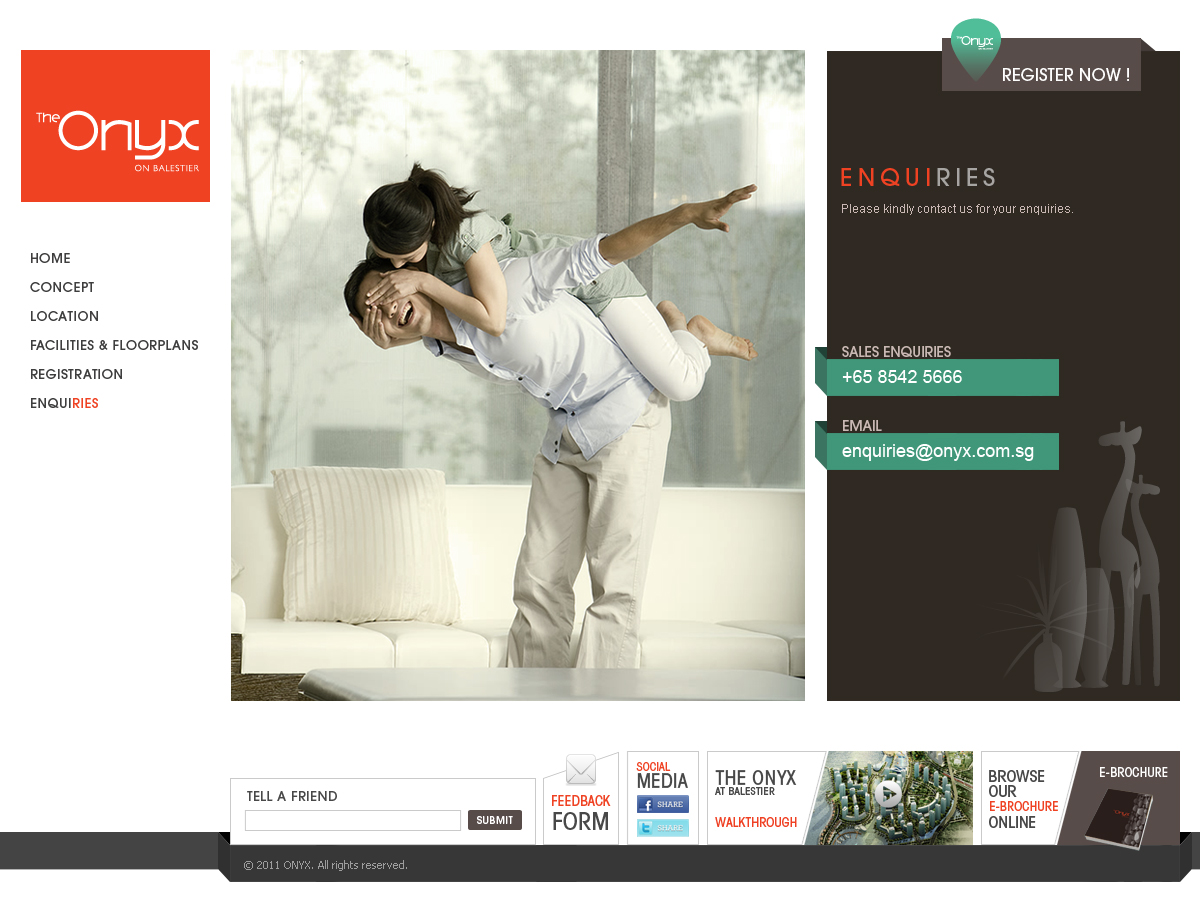 The Onyx
ON BALESTIER
HOME
CONCEPT
LOCATION
FACILITIES & FLOORPLANS
REGISTRATION
ENQUIRIES
The Onyx
REGISTER NOW !
ENQUIRIES
Please kindly contact us for your enquiries.
SALES ENQUIRIES
+65 8542 5666
EMAIL
enquiries@onyx.com.sg
TELL A FRIEND
SUBMIT
FEEDBACK
FORM
SOCIAL
MEDIA
f SHARE
t SHARE
THE ONYX
AT BALESTIER
WALKTHROUGH
BROWSE
OUR
E-BROCHURE
ONLINE
E-BROCHURE
© 2011 ONYX. All rights reserved.